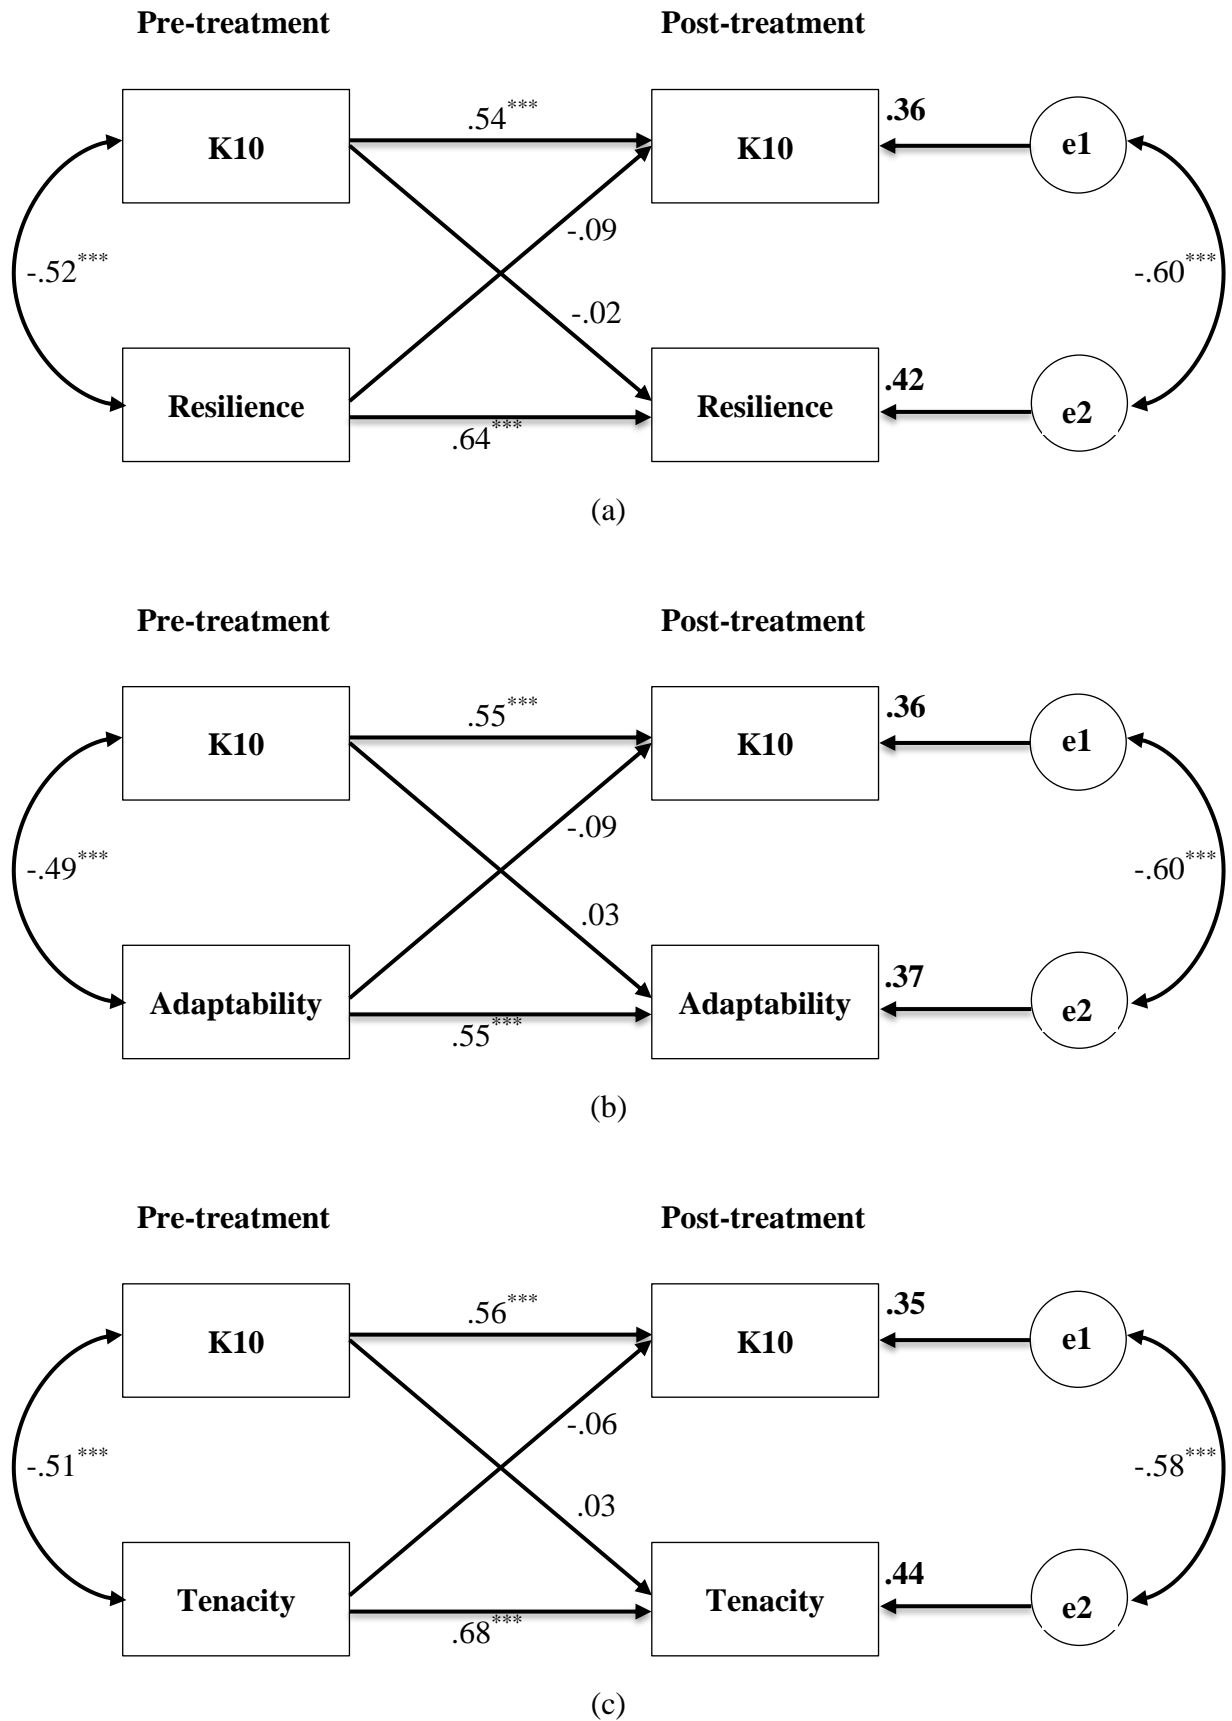 Pre-treatment Post-treatment
.54*** .36
K10 K10 e1
-.09
-.52*** -.60***
-.02
.42
Resilience Resilience e2
.64***
(a)
Pre-treatment Post-treatment
.55*** .36
K10 K10 e1
-.09
-.49*** -.60***
.03
.37
Adaptability Adaptability e2
.55***
(b)
Pre-treatment Post-treatment
.56*** .35
K10 K10 e1
-.06
-.51*** -.58***
.03
.44
Tenacity Tenacity e2
.68***
(c)